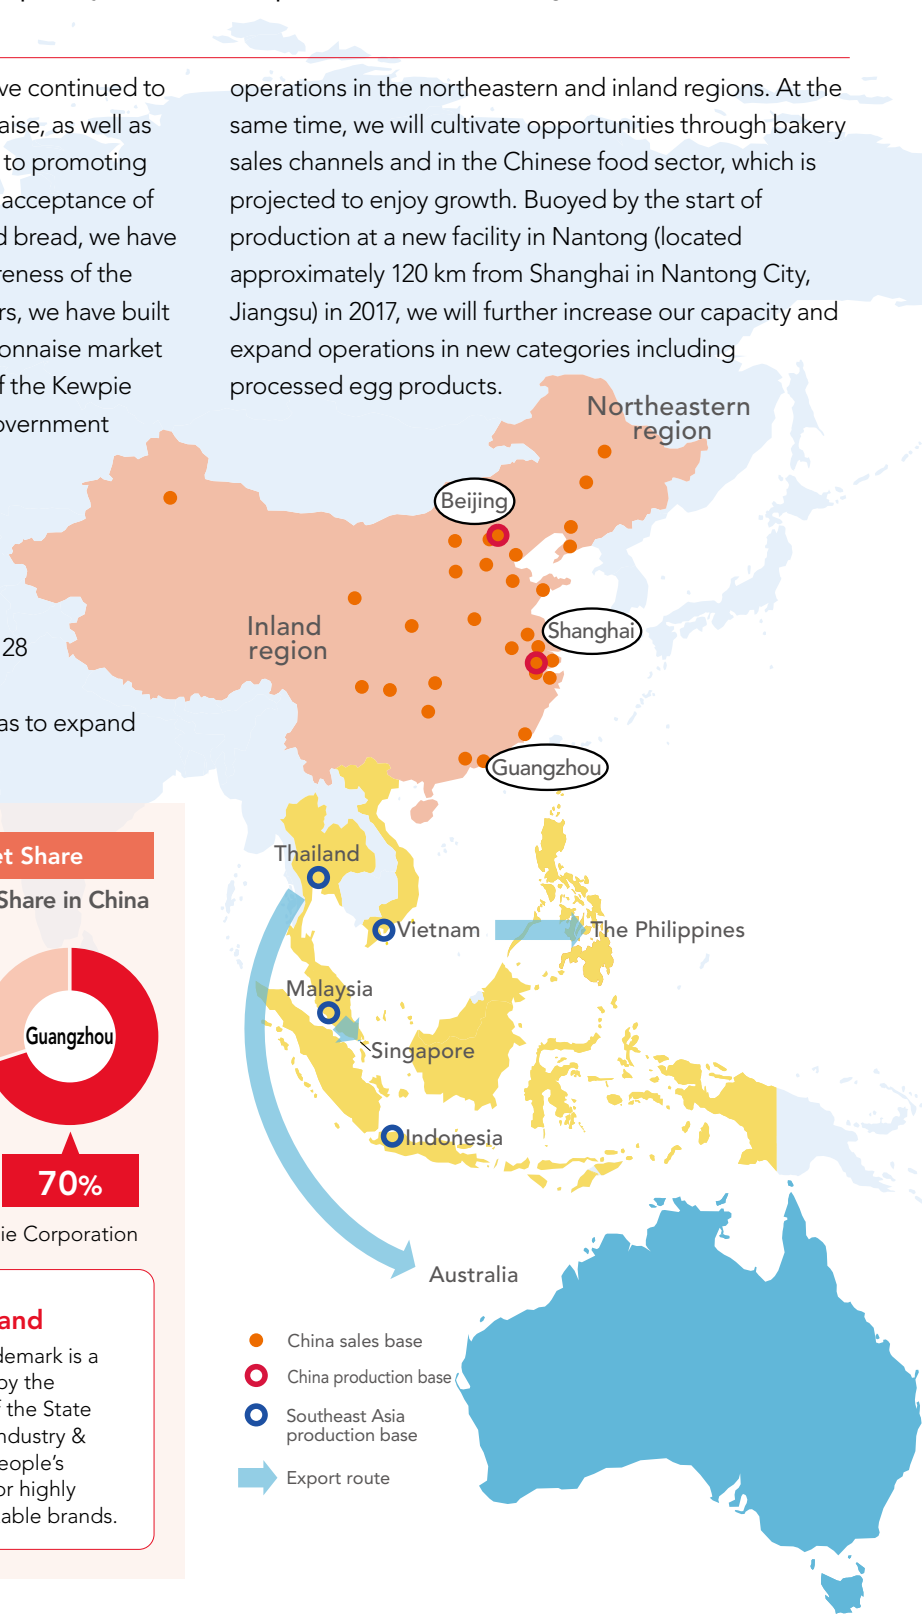 ve continued to
aise, as well as
to promoting
acceptance of
d bread, we have
reness of the
rs, we have built
onnaise market
f the Kewpie
overnment
28
as to expand
operations in the northeastern and inland regions. At the
same time, we will cultivate opportunities through bakery
sales channels and in the Chinese food sector, which is
projected to enjoy growth. Buoyed by the start of
production at a new facility in Nantong (located
approximately 120 km from Shanghai in Nantong City,
Jiangsu) in 2017, we will further increase our capacity and
expand operations in new categories including
processed egg products.
Northeastern
region
Beijing
Inland
region
Shanghai
Guangzhou
Thailand
Vietnam
The Philippines
Malaysia
Singapore
Indonesia
Australia
China sales base
China production base
Southeast Asia
production base
Export route
et Share
Share in China
Guangzhou
70%
ie Corporation
and
demark is a
by the
f the State
ndustry &
eople's
or highly
able brands.